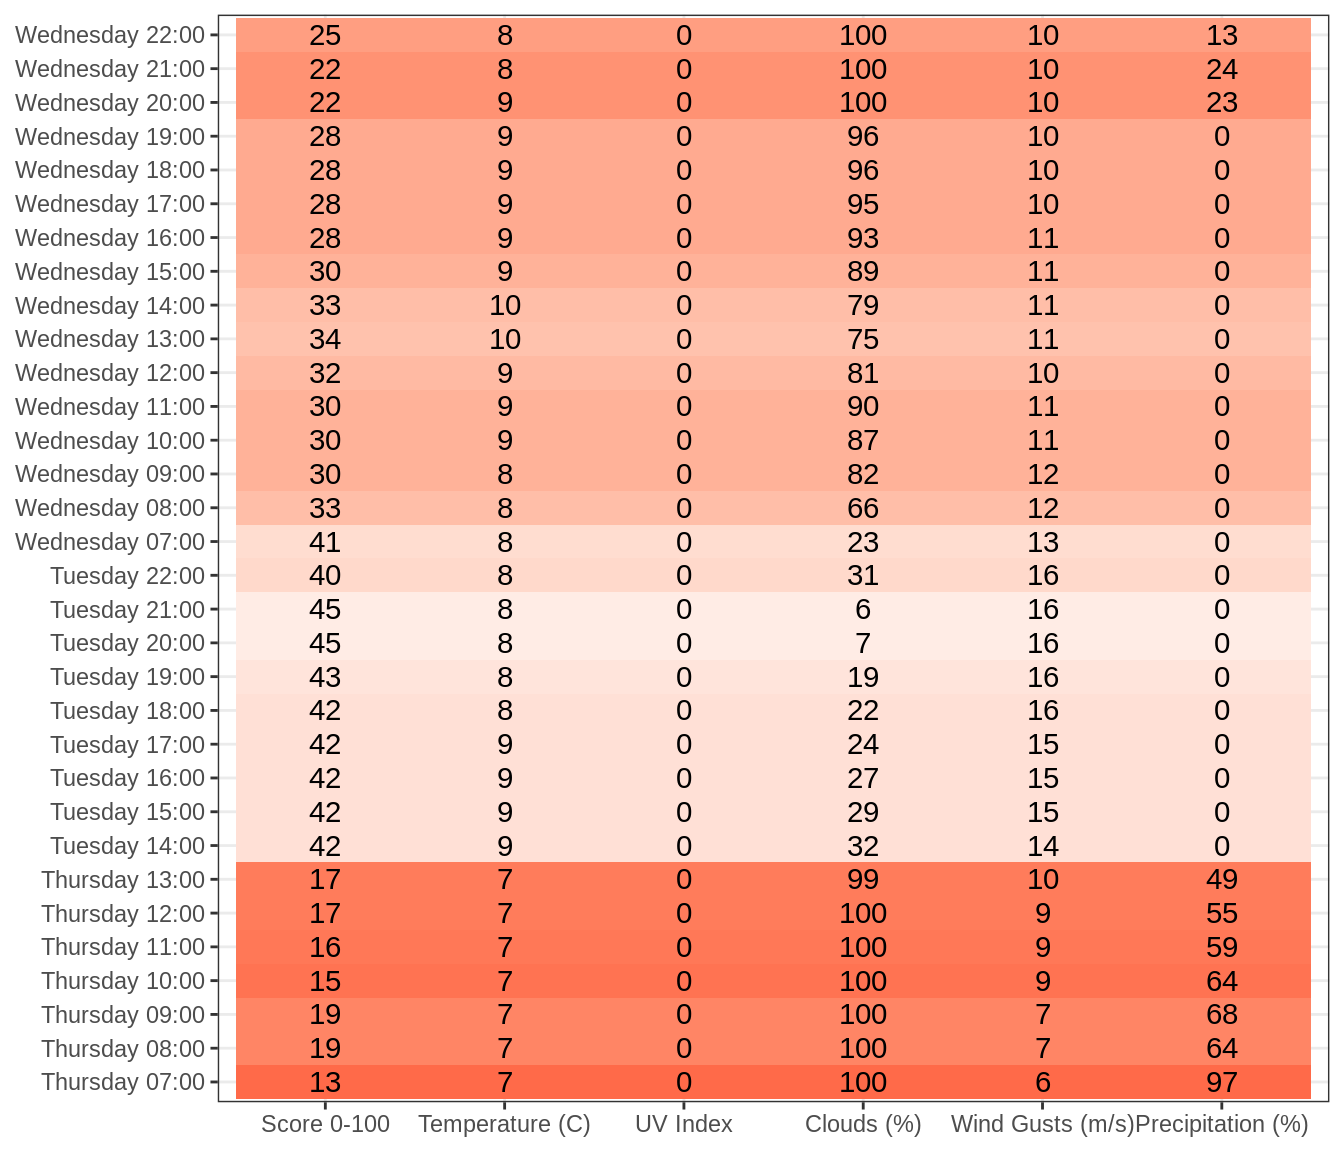 Wednesday 22:00 25 8 0 100 10 13
Wednesday 21:00 22 8 0 100 10 24
Wednesday 20:00 22 9 0 100 10 23
Wednesday 19:00 28 9 0 96 10 0
Wednesday 18:00 28 9 0 96 10 0
Wednesday 17:00 28 9 0 95 10 0
Wednesday 16:00 28 9 0 93 11 0
Wednesday 15:00 30 9 0 89 11 0
Wednesday 14:00 33 10 0 79 11 0
Wednesday 13:00 34 10 0 75 11 0
Wednesday 12:00 32 9 0 81 10 0
Wednesday 11:00 30 9 0 90 11 0
Wednesday 10:00 30 9 0 87 11 0
Wednesday 09:00 30 8 0 82 12 0
Wednesday 08:00 33 8 0 66 12 0
Wednesday 07:00 41 8 0 23 13 0
Tuesday 22:00 40 8 0 31 16 0
Tuesday 21:00 45 8 0 6 16 0
Tuesday 20:00 45 8 0 7 16 0
Tuesday 19:00 43 8 0 19 16 0
Tuesday 18:00 42 8 0 22 16 0
Tuesday 17:00 42 9 0 24 15 0
Tuesday 16:00 42 9 0 27 15 0
Tuesday 15:00 42 9 0 29 15 0
Tuesday 14:00 42 9 0 32 14 0
Thursday 13:00 17 7 0 99 10 49
Thursday 12:00 17 7 0 100 9 55
Thursday 11:00 16 7 0 100 9 59
Thursday 10:00 15 7 0 100 9 64
Thursday 09:00 19 7 0 100 7 68
Thursday 08:00 19 7 0 100 7 64
Thursday 07:00 13 7 0 100 6 97
Score 0-100 Temperature (C) UV Index Clouds (%) Wind Gusts (m/s) Precipitation (%)